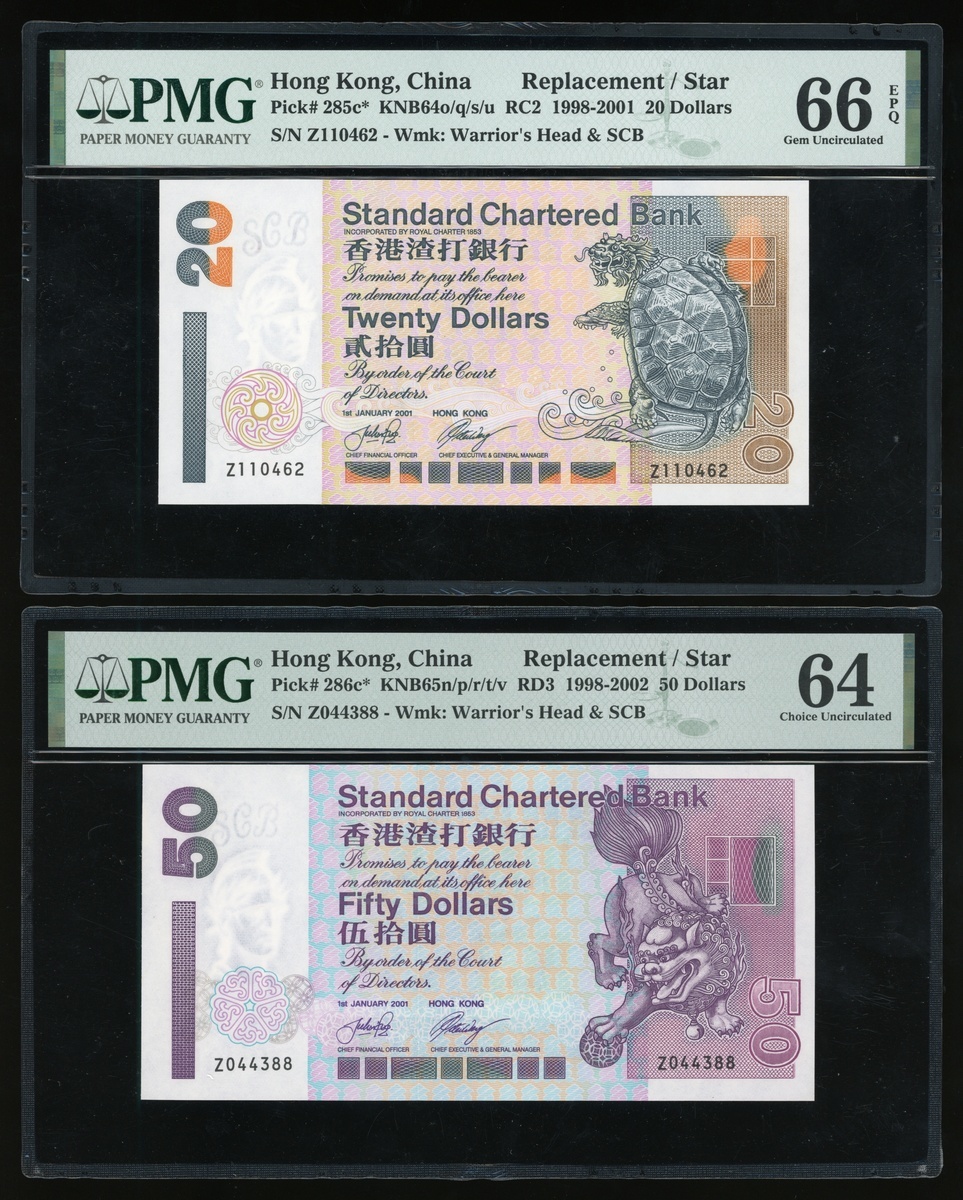 PMG®
PAPER MONEY GUARANTY
Hong Kong, China Replacement / Star
Pick# 285c* KNB64o/q/s/u RC2 1998-2001 20 Dollars
S/N Z110462 - Wmk: Warrior's Head & SCB
66 EPQ
Gem Uncirculated
20
SCB
Standard Chartered Bank
INCORPORATED BY ROYAL CHARTER 1853
香港渣打銀行
Promises to pay the bearer
on demand at its office here
Twenty Dollars
貳拾圓
By order of the Court
of Directors.
1st JANUARY 2001 HONG KONG
CHIEF FINANCIAL OFFICER CHIEF EXECUTIVE & GENERAL MANAGER
Z110462
Z110462
20
PMG®
PAPER MONEY GUARANTY
Hong Kong, China Replacement / Star
Pick# 286c* KNB65n/p/r/t/v RD3 1998-2002 50 Dollars
S/N Z044388 - Wmk: Warrior's Head & SCB
64
Choice Uncirculated
50
SCB
Standard Chartered Bank
INCORPORATED BY ROYAL CHARTER 1853
香港渣打銀行
Promises to pay the bearer
on demand at its office here
Fifty Dollars
伍拾圓
By order of the Court
of Directors.
1st JANUARY 2001 HONG KONG
CHIEF FINANCIAL OFFICER CHIEF EXECUTIVE & GENERAL MANAGER
Z044388
Z044388
50